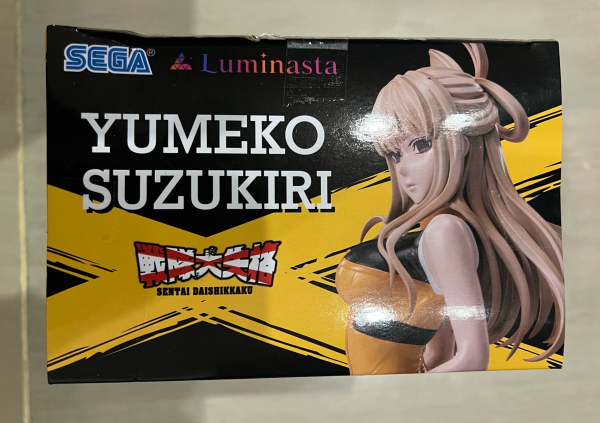 SEGA®
Luminasta
YUMEKO
SUZUKIRI
戦隊大失格
SENTAI DAISHIKKAKU